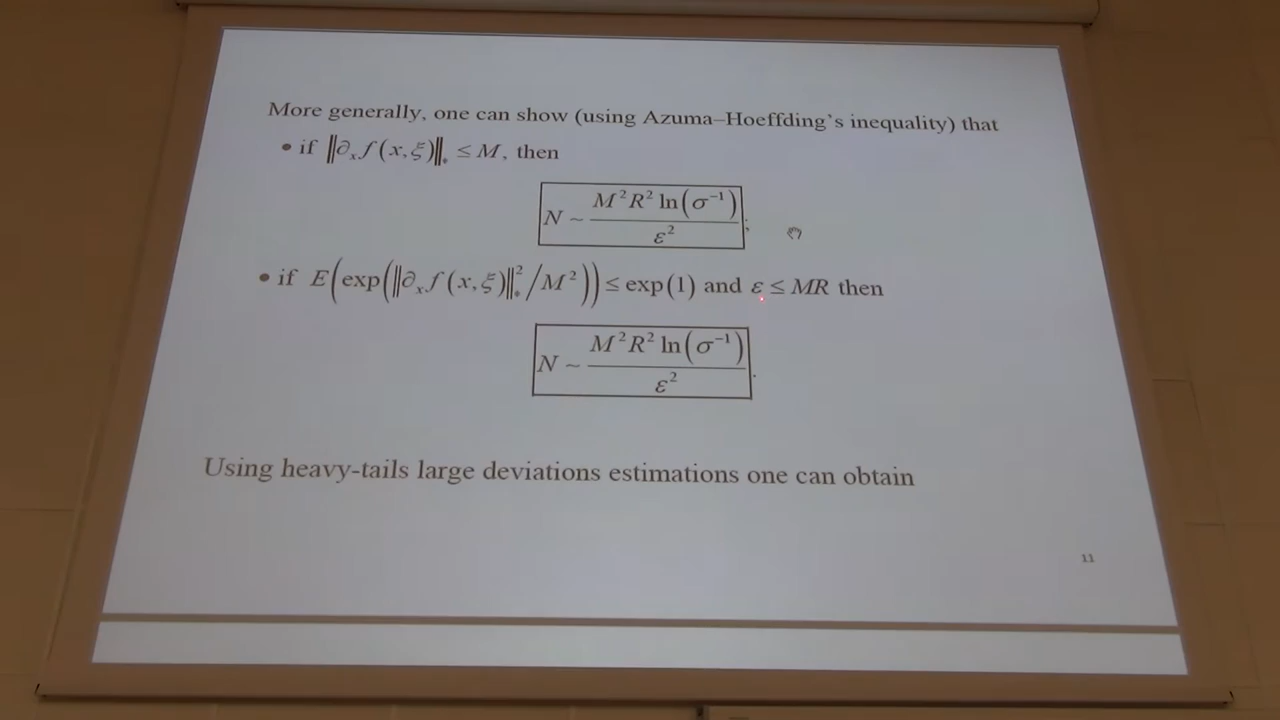 More generally, one can show (using Azuma–Hoeffding's inequality) that
• if ‖∂ₓf(x,ξ)‖_* ≤ M, then
N ~ M²R² ln(σ⁻¹) / ε² ;
• if E(exp(‖∂ₓf(x,ξ)‖_*² / M²)) ≤ exp(1) and ε ≤ MR then
N ~ M²R² ln(σ⁻¹) / ε² .
Using heavy-tails large deviations estimations one can obtain
11